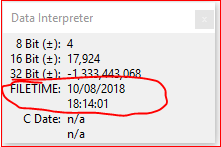 Data Interpreter
8 Bit (±): 4
16 Bit (±): 17,924
32 Bit (±): -1,333,443,068
FILETIME: 10/08/2018
18:14:01
C Date: n/a
n/a